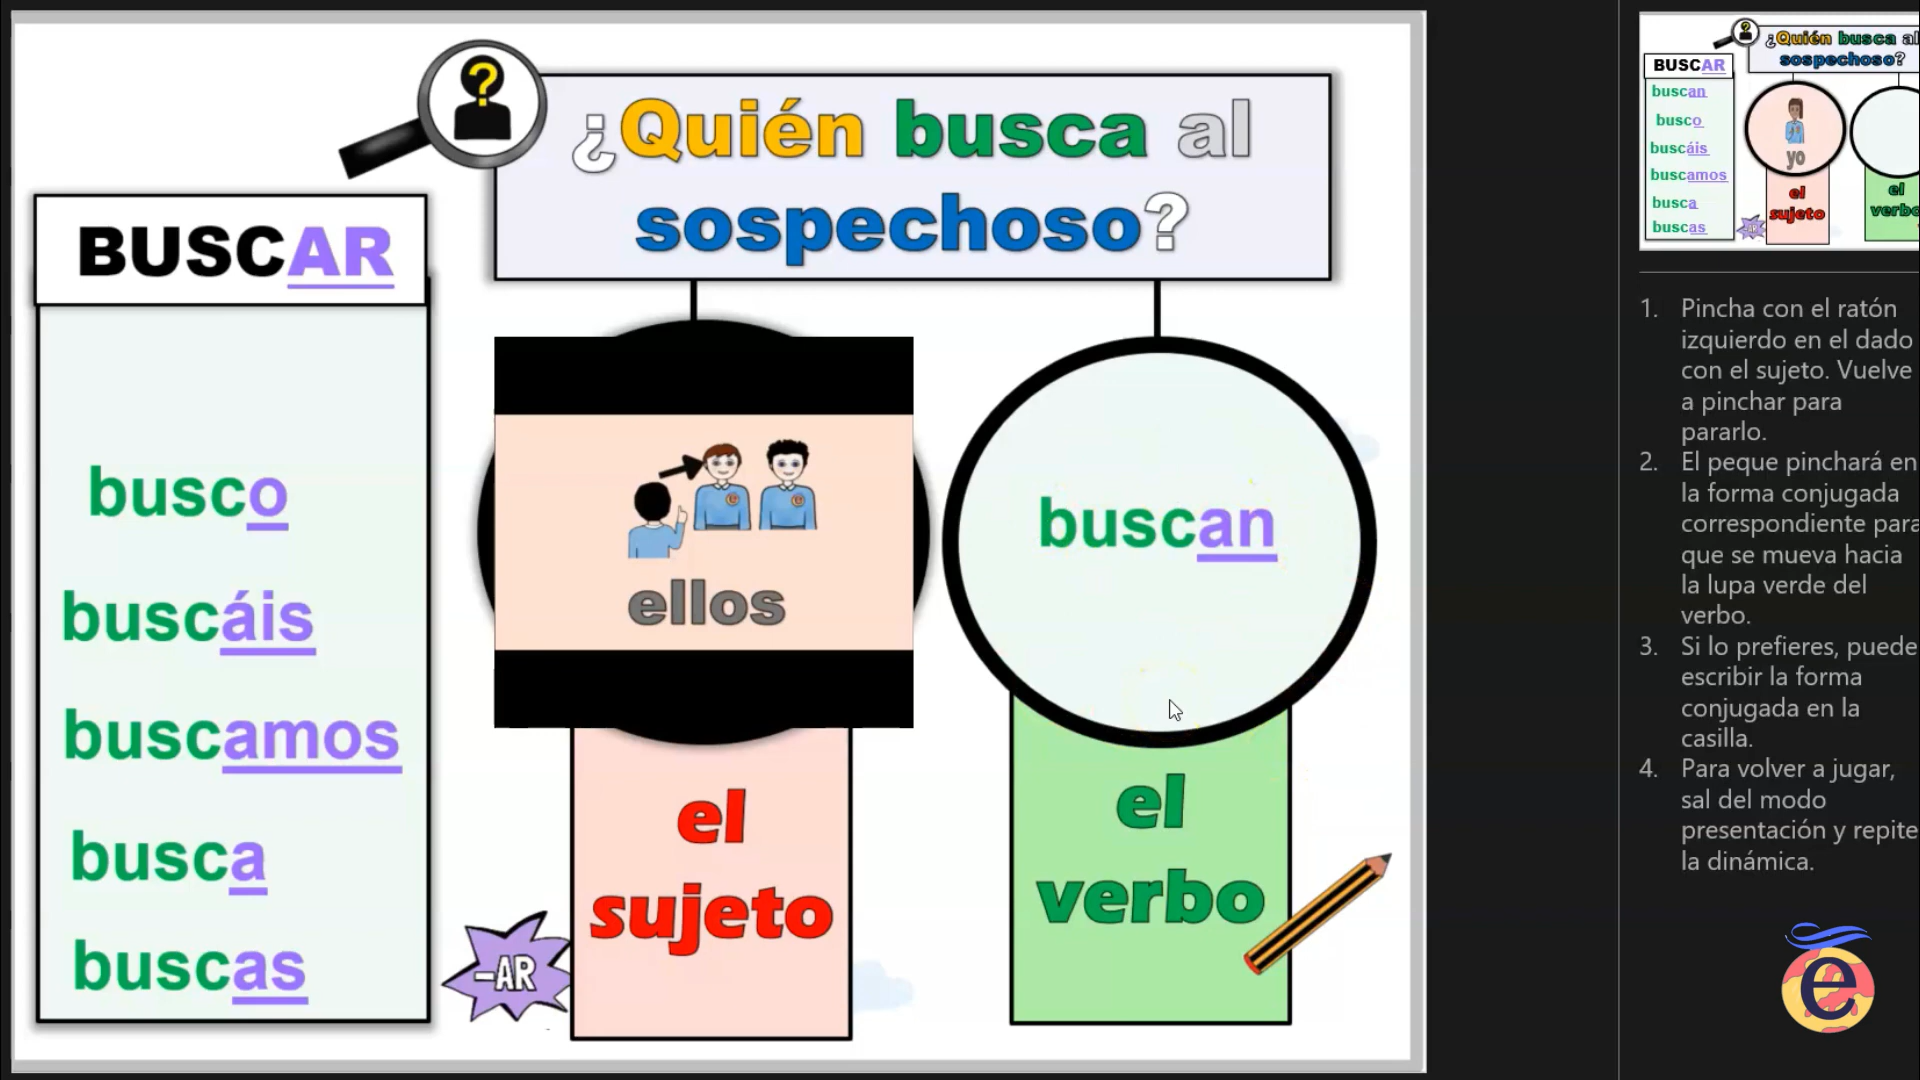 ?
¿Quién busca al
sospechoso?
BUSCAR
busco
buscáis
buscamos
busca
buscas
ellos
buscan
el
sujeto
el
verbo
-AR
?
¿Quién busca al
sospechoso?
BUSCAR
buscan
busco
buscáis
buscamos
busca
buscas
yo
el
sujeto
el
verbo
-AR
1. Pincha con el ratón
izquierdo en el dado
con el sujeto. Vuelve
a pinchar para
pararlo.
2. El peque pinchará en
la forma conjugada
correspondiente para
que se mueva hacia
la lupa verde del
verbo.
3. Si lo prefieres, puede
escribir la forma
conjugada en la
casilla.
4. Para volver a jugar,
sal del modo
presentación y repite
la dinámica.
e